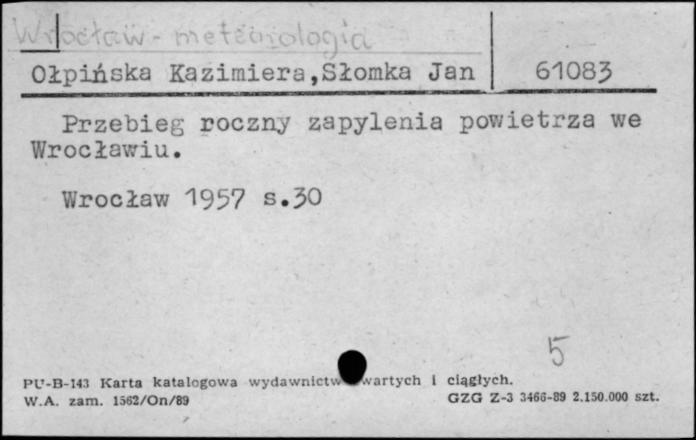 Wrocław - meteorologia
Ołpińska Kazimiera,Słomka Jan 61083
Przebieg roczny zapylenia powietrza we
Wrocławiu.
Wrocław 1957 s.30
5
PU-B-143 Karta katalogowa wydawnictw wartych i ciągłych.
W.A. zam. 1562/On/89 GZG Z-3 3466-89 2.150.000 szt.